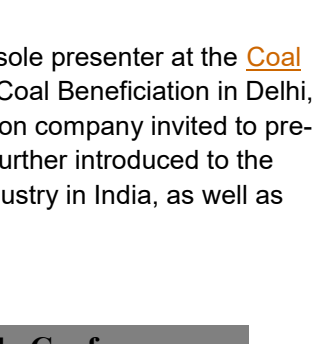 sole presenter at the Coal
Coal Beneficiation in Delhi,
on company invited to pre-
urther introduced to the
ustry in India, as well as